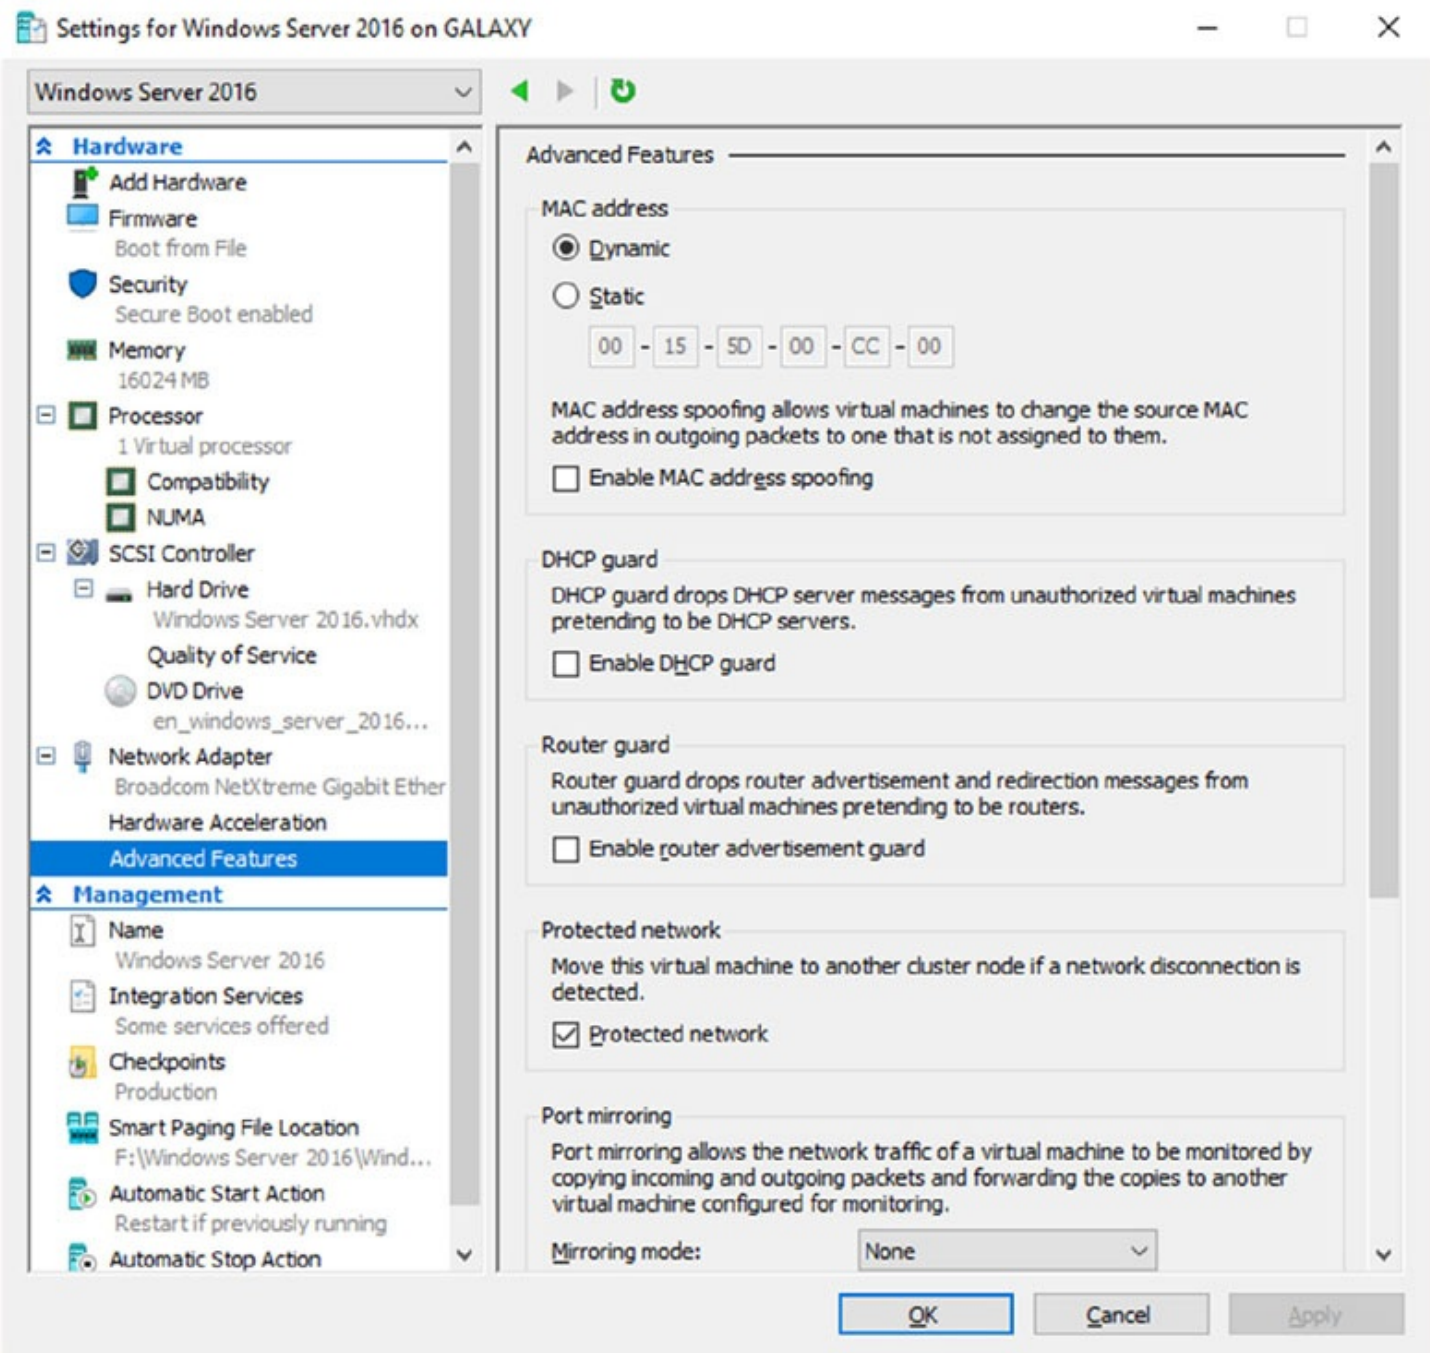 Settings for Windows Server 2016 on GALAXY
Windows Server 2016
Hardware
Add Hardware
Firmware
Boot from File
Security
Secure Boot enabled
Memory
16024 MB
Processor
1 Virtual processor
Compatibility
NUMA
SCSI Controller
Hard Drive
Windows Server 2016.vhdx
Quality of Service
DVD Drive
en_windows_server_2016...
Network Adapter
Broadcom NetXtreme Gigabit Ether
Hardware Acceleration
Advanced Features
Management
Name
Windows Server 2016
Integration Services
Some services offered
Checkpoints
Production
Smart Paging File Location
F:\Windows Server 2016\Wind...
Automatic Start Action
Restart if previously running
Automatic Stop Action
Advanced Features
MAC address
Dynamic
Static
00 - 15 - 5D - 00 - CC - 00
MAC address spoofing allows virtual machines to change the source MAC
address in outgoing packets to one that is not assigned to them.
Enable MAC address spoofing
DHCP guard
DHCP guard drops DHCP server messages from unauthorized virtual machines
pretending to be DHCP servers.
Enable DHCP guard
Router guard
Router guard drops router advertisement and redirection messages from
unauthorized virtual machines pretending to be routers.
Enable router advertisement guard
Protected network
Move this virtual machine to another cluster node if a network disconnection is
detected.
Protected network
Port mirroring
Port mirroring allows the network traffic of a virtual machine to be monitored by
copying incoming and outgoing packets and forwarding the copies to another
virtual machine configured for monitoring.
Mirroring mode: None
OK Cancel Apply